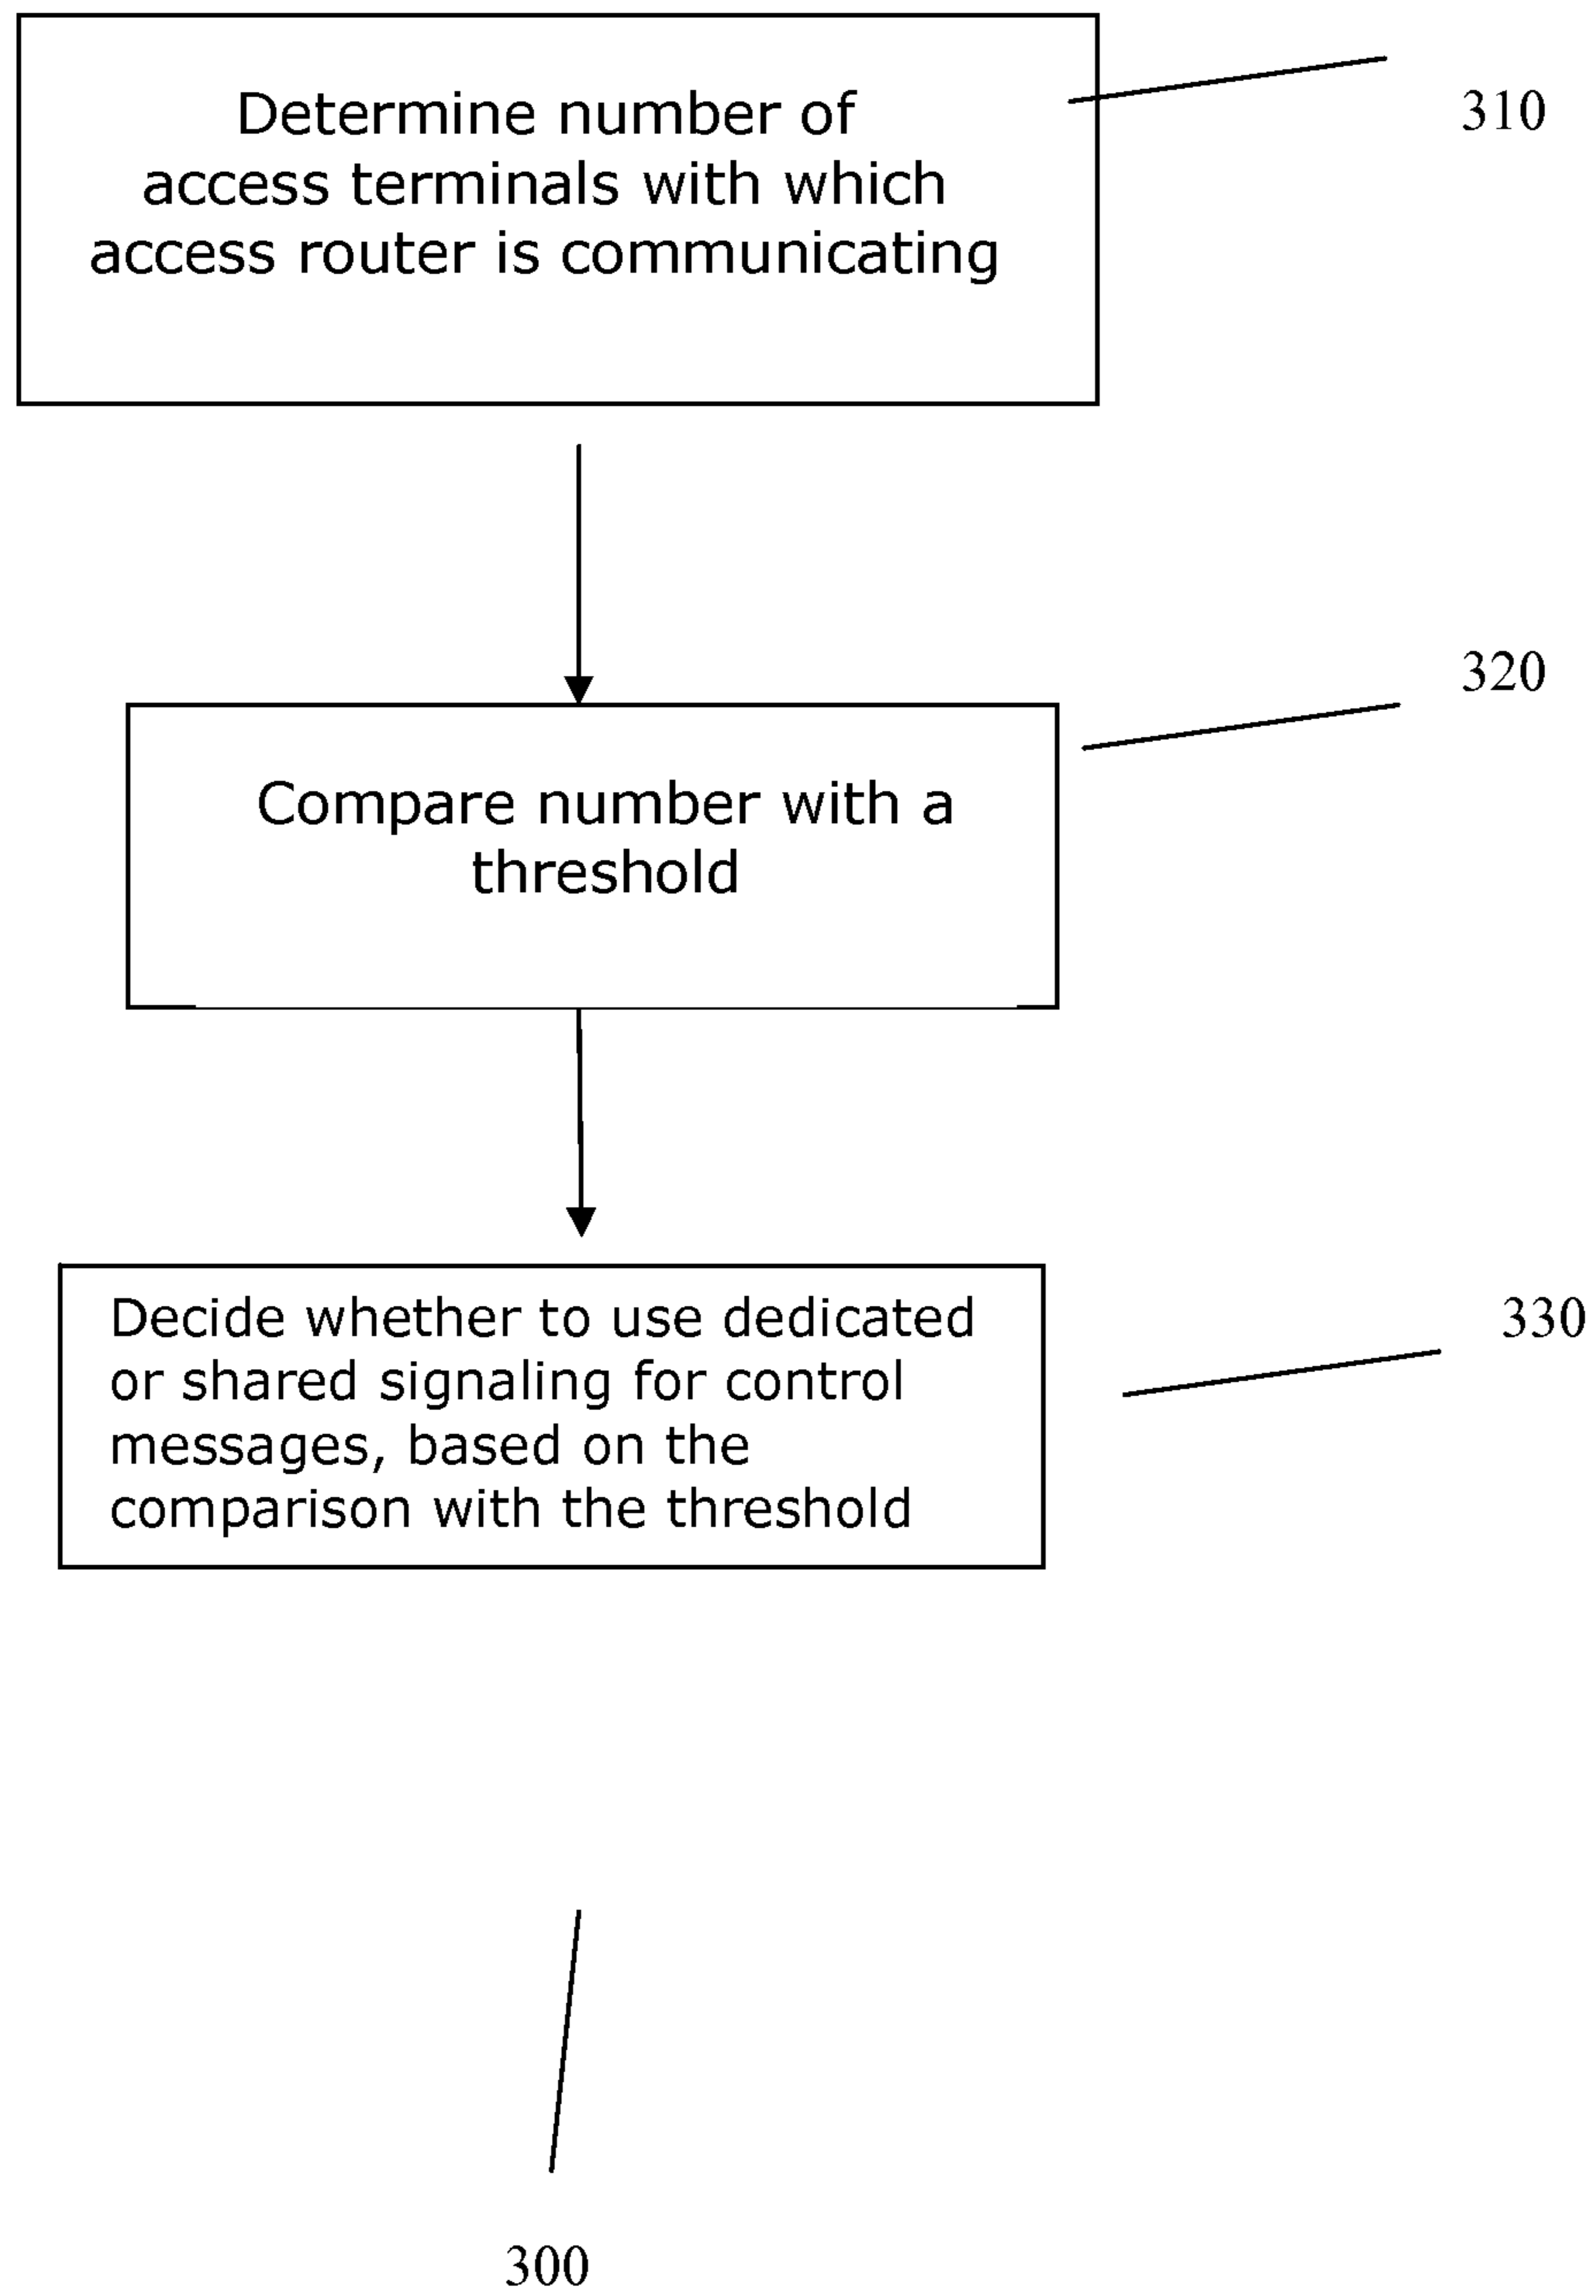 Determine number of
access terminals with which
access router is communicating
310
320
Compare number with a
threshold
330
Decide whether to use dedicated
or shared signaling for control
messages, based on the
comparison with the threshold
300